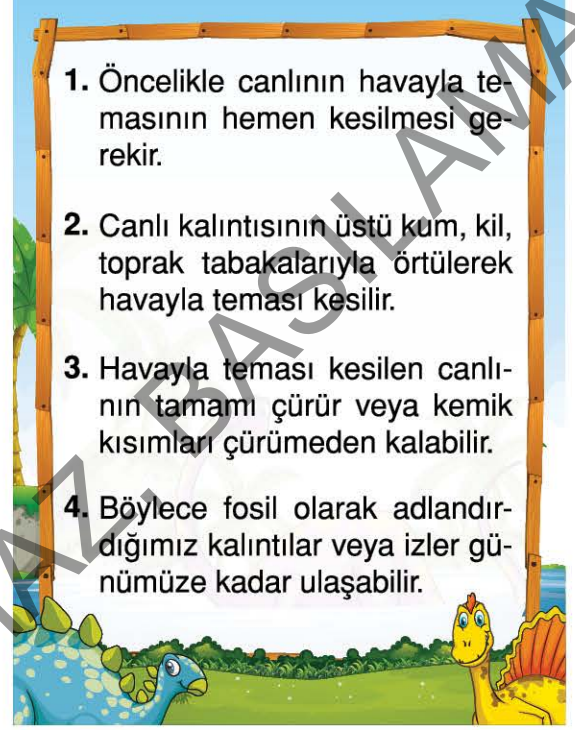 1. Öncelikle canlının havayla te-
masının hemen kesilmesi ge-
rekir.
2. Canlı kalıntısının üstü kum, kil,
toprak tabakalarıyla örtülerek
havayla teması kesilir.
3. Havayla teması kesilen canlı-
nın tamamı çürür veya kemik
kısımları çürümeden kalabilir.
4. Böylece fosil olarak adlandır-
dığımız kalıntılar veya izler gü-
nümüze kadar ulaşabilir.